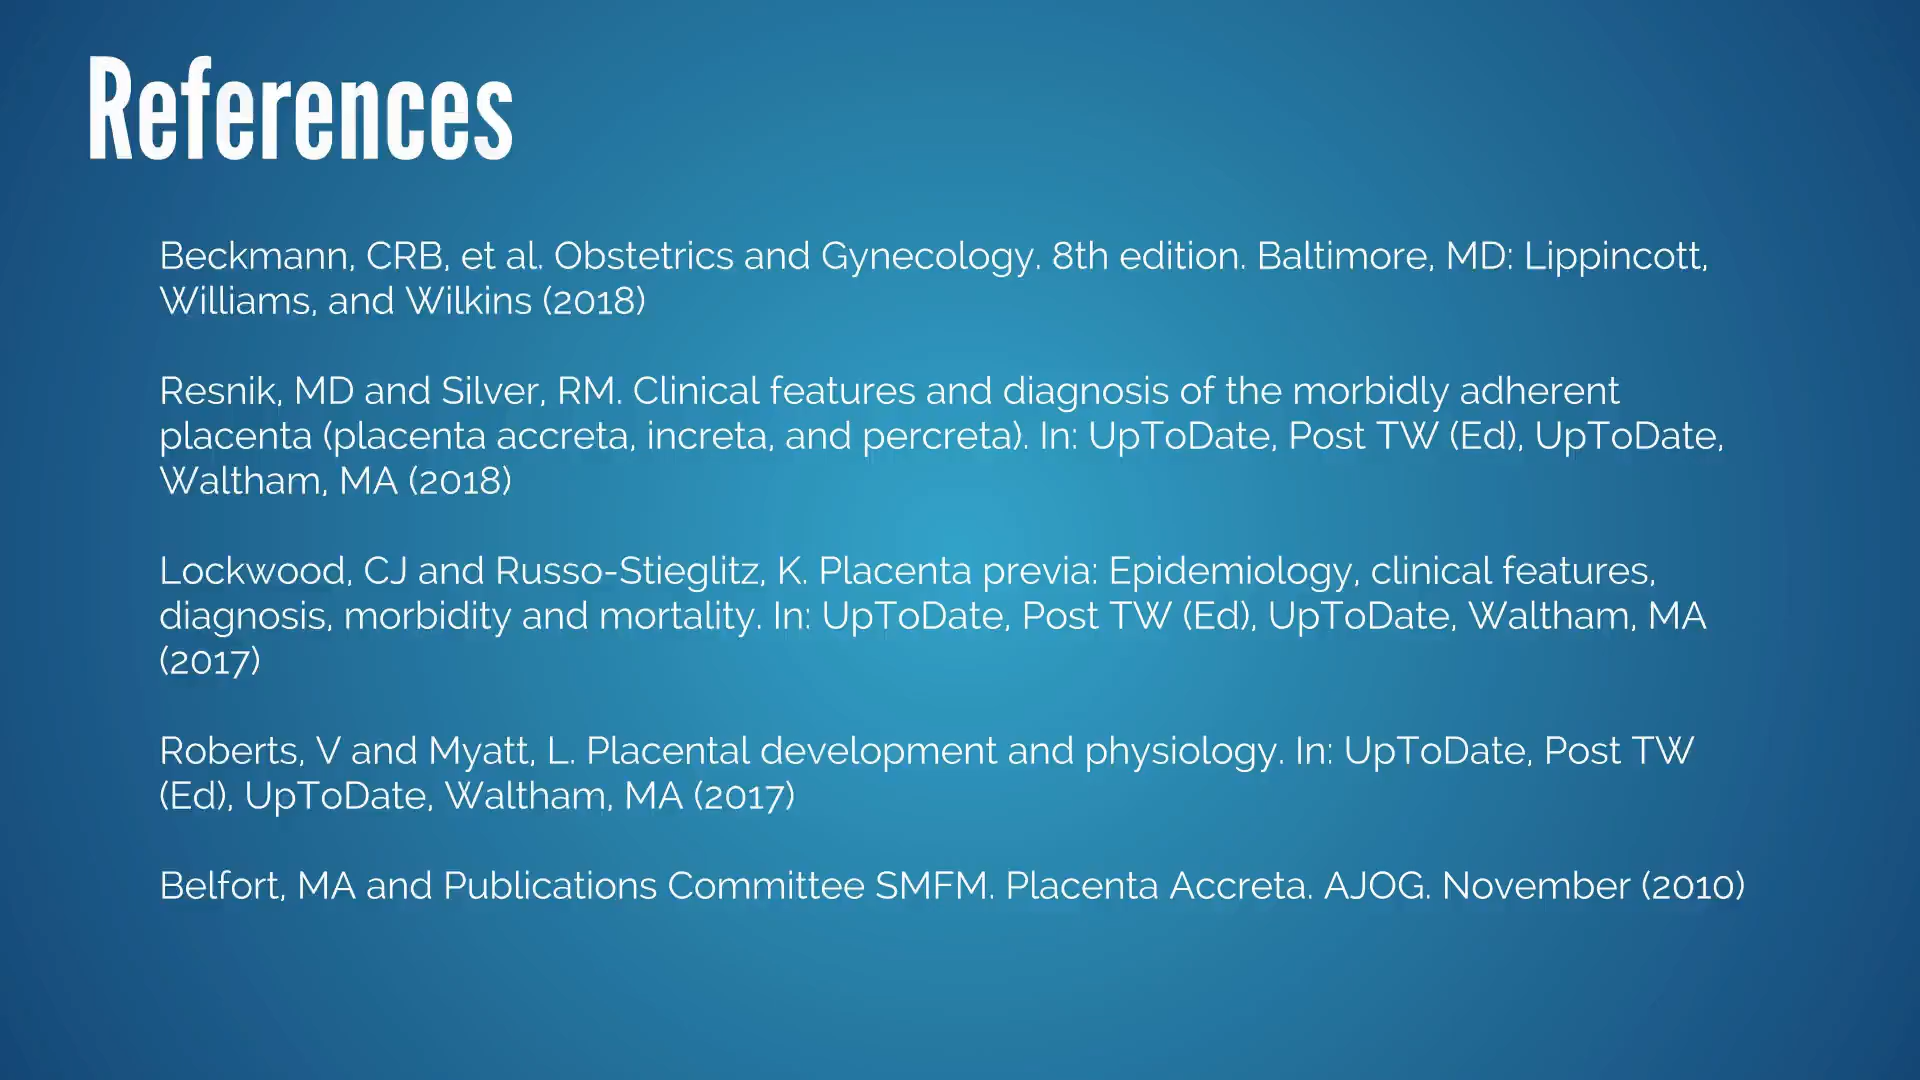 References
Beckmann, CRB, et al. Obstetrics and Gynecology. 8th edition. Baltimore, MD: Lippincott,
Williams, and Wilkins (2018)
Resnik, MD and Silver, RM. Clinical features and diagnosis of the morbidly adherent
placenta (placenta accreta, increta, and percreta). In: UpToDate, Post TW (Ed), UpToDate,
Waltham, MA (2018)
Lockwood, CJ and Russo-Stieglitz, K. Placenta previa: Epidemiology, clinical features,
diagnosis, morbidity and mortality. In: UpToDate, Post TW (Ed), UpToDate, Waltham, MA
(2017)
Roberts, V and Myatt, L. Placental development and physiology. In: UpToDate, Post TW
(Ed), UpToDate, Waltham, MA (2017)
Belfort, MA and Publications Committee SMFM. Placenta Accreta. AJOG. November (2010)